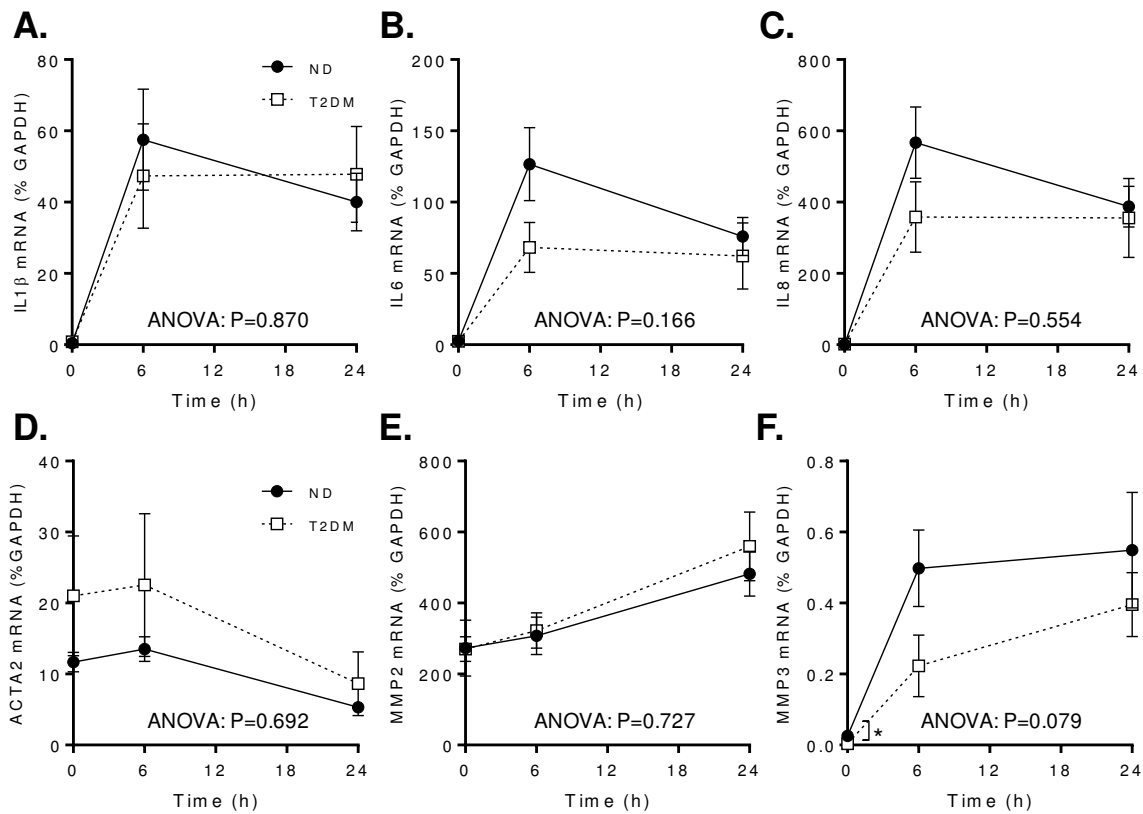 A.
IL1β mRNA (% GAPDH)
80
60
40
20
0
ND
T2DM
ANOVA: P=0.870
0 6 12 18 24
Time (h)
B.
IL6 mRNA (% GAPDH)
200
150
100
50
0
ANOVA: P=0.166
0 6 12 18 24
Time (h)
C.
IL8 mRNA (% GAPDH)
800
600
400
200
0
ANOVA: P=0.554
0 6 12 18 24
Time (h)
D.
ACTA2 mRNA (%GAPDH)
40
30
20
10
0
ND
T2DM
ANOVA: P=0.692
0 6 12 18 24
Time (h)
E.
MMP2 mRNA (% GAPDH)
800
600
400
200
0
ANOVA: P=0.727
0 6 12 18 24
Time (h)
F.
MMP3 mRNA (% GAPDH)
0.8
0.6
0.4
0.2
0.0
*
ANOVA: P=0.079
0 6 12 18 24
Time (h)